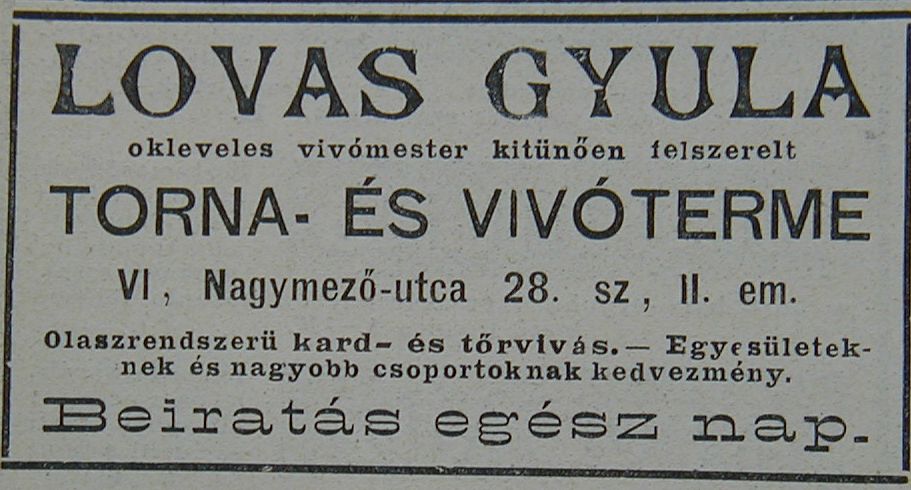 LOVAS GYULA
okleveles vivómester kitünően felszerelt
TORNA- ÉS VIVÓTERME
VI, Nagymező-utca 28. sz, II. em.
Olaszrendszerü kard- és tőrvivás. — Egyesületek-
nek és nagyobb csoportoknak kedvezmény.
Beiratás egész nap.